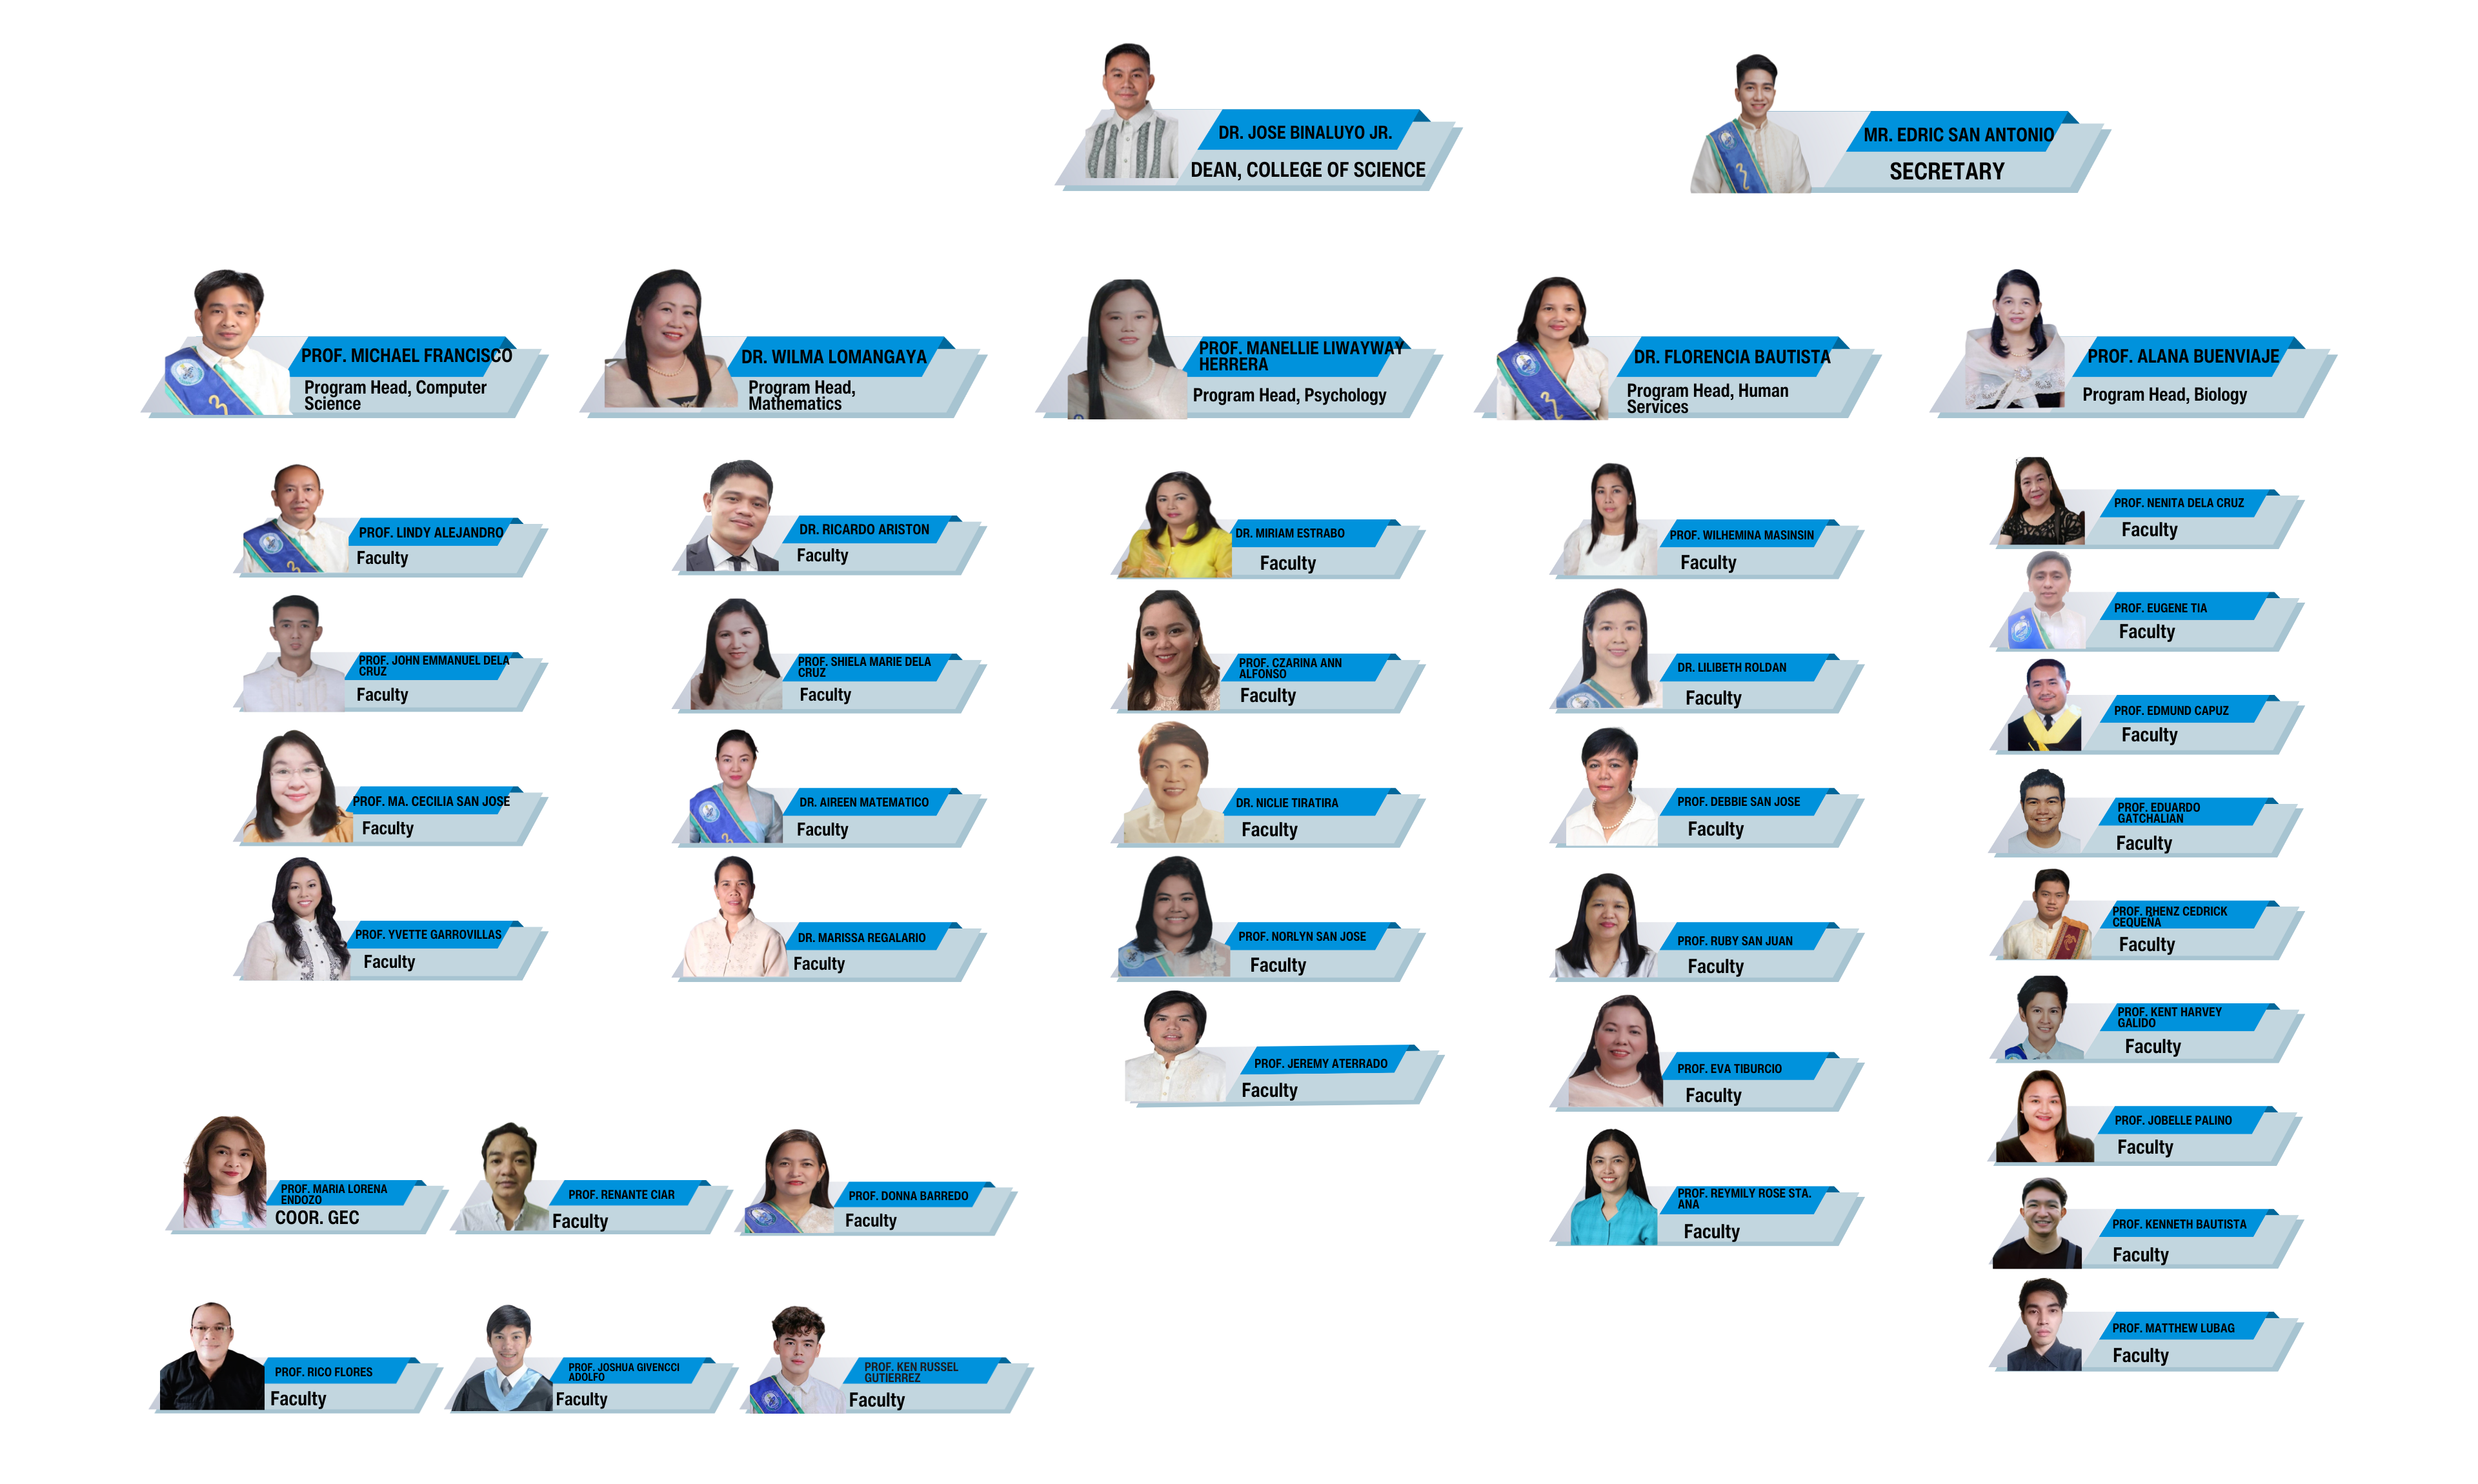 DR. JOSE BINALUYO JR.
DEAN, COLLEGE OF SCIENCE
MR. EDRIC SAN ANTONIO
SECRETARY
PROF. MICHAEL FRANCISCO
Program Head, Computer
Science
DR. WILMA LOMANGAYA
Program Head,
Mathematics
PROF. MANELLIE LIWAYWAY
HERRERA
Program Head, Psychology
DR. FLORENCIA BAUTISTA
Program Head, Human
Services
PROF. ALANA BUENVIAJE
Program Head, Biology
PROF. LINDY ALEJANDRO
Faculty
PROF. JOHN EMMANUEL DELA
CRUZ
Faculty
PROF. MA. CECILIA SAN JOSE
Faculty
PROF. YVETTE GARROVILLAS
Faculty
DR. RICARDO ARISTON
Faculty
PROF. SHIELA MARIE DELA
CRUZ
Faculty
DR. AIREEN MATEMATICO
Faculty
DR. MARISSA REGALARIO
Faculty
DR. MIRIAM ESTRABO
Faculty
PROF. CZARINA ANN
ALFONSO
Faculty
DR. NICLIE TIRATIRA
Faculty
PROF. NORLYN SAN JOSE
Faculty
PROF. JEREMY ATERRADO
Faculty
PROF. WILHEMINA MASINSIN
Faculty
DR. LILIBETH ROLDAN
Faculty
PROF. DEBBIE SAN JOSE
Faculty
PROF. RUBY SAN JUAN
Faculty
PROF. EVA TIBURCIO
Faculty
PROF. REYMILY ROSE STA.
ANA
Faculty
PROF. NENITA DELA CRUZ
Faculty
PROF. EUGENE TIA
Faculty
PROF. EDMUND CAPUZ
Faculty
PROF. EDUARDO
GATCHALIAN
Faculty
PROF. RHENZ CEDRICK
CEQUEÑA
Faculty
PROF. KENT HARVEY
GALIDO
Faculty
PROF. JOBELLE PALINO
Faculty
PROF. KENNETH BAUTISTA
Faculty
PROF. MATTHEW LUBAG
Faculty
PROF. MARIA LORENA
ENDOZO
COOR. GEC
PROF. RENANTE CIAR
Faculty
PROF. DONNA BARREDO
Faculty
PROF. RICO FLORES
Faculty
PROF. JOSHUA GIVENCCI
ADOLFO
Faculty
PROF. KEN RUSSEL
GUTIERREZ
Faculty